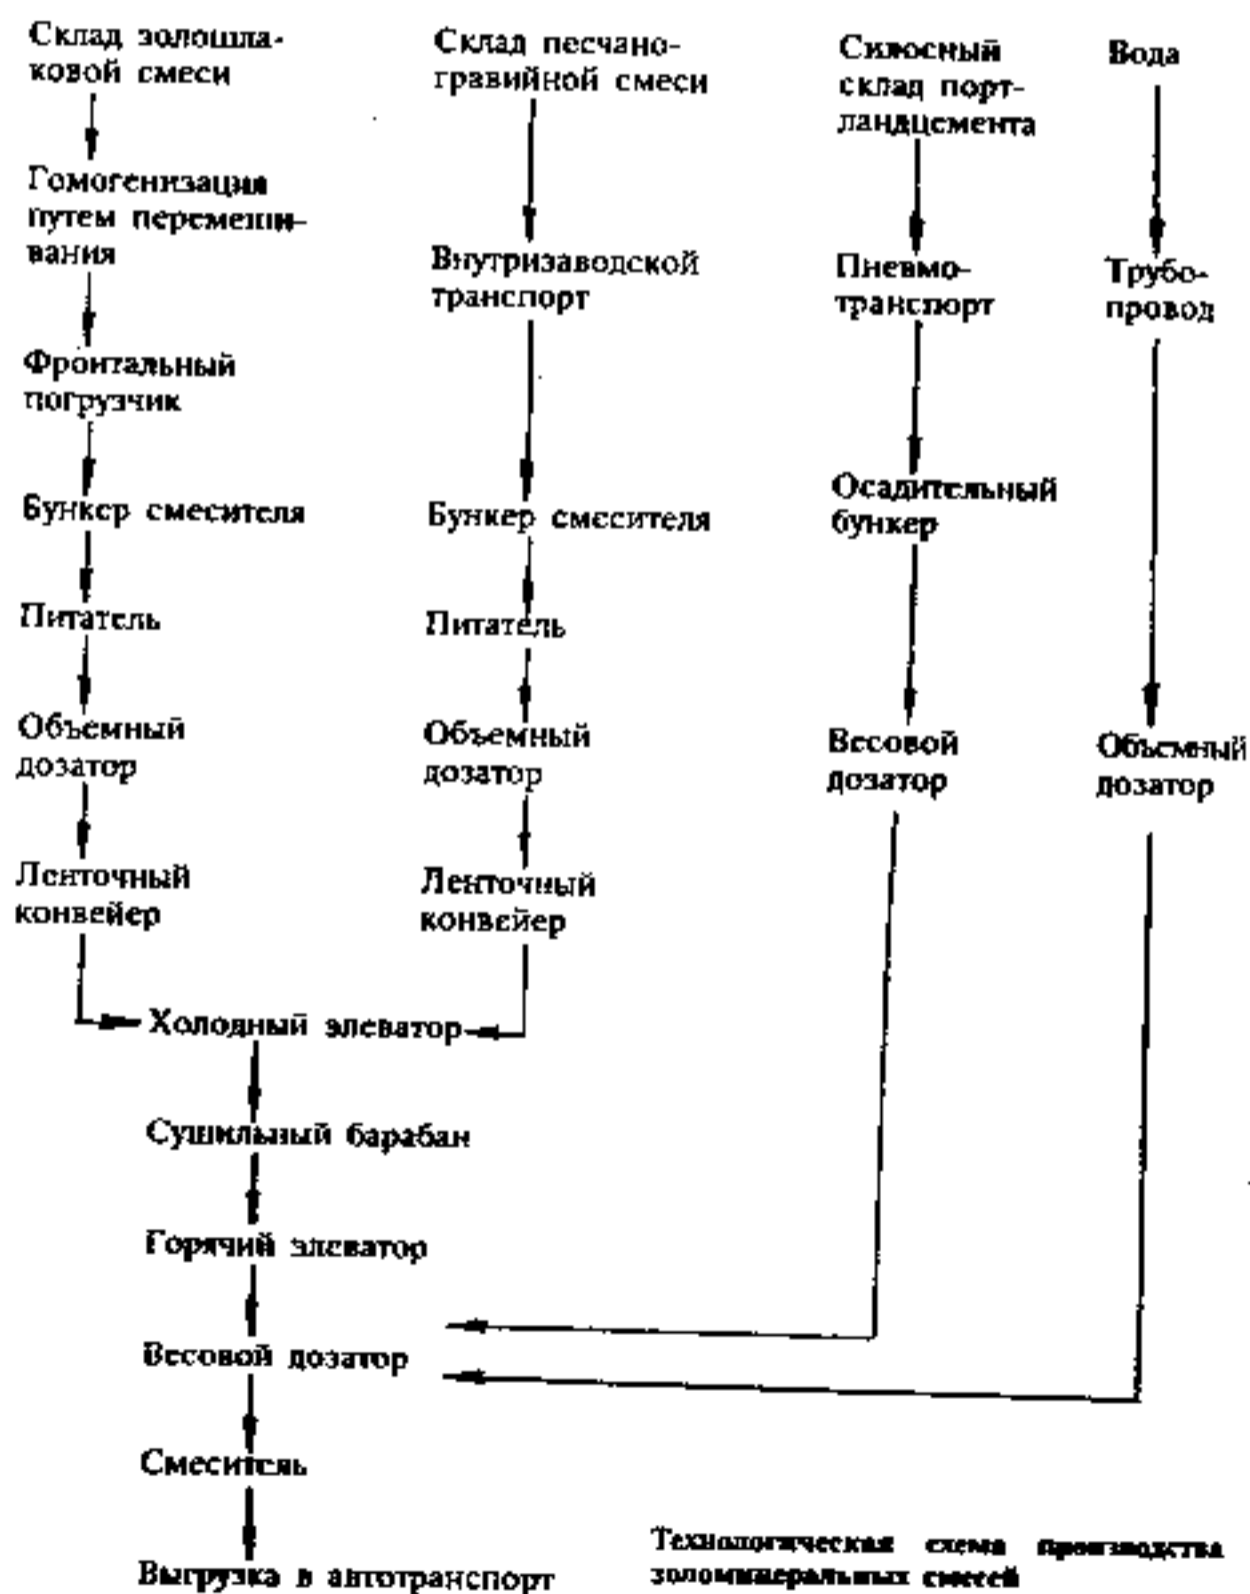 Склад золошла-
ковой смеси
Гомогенизация
путем перемеши-
вания
Фронтальный
погрузчик
Бункер смесителя
Питатель
Объемный
дозатор
Ленточный
конвейер
Склад песчано-
гравийной смеси
Внутризаводской
транспорт
Бункер смесителя
Питатель
Объемный
дозатор
Ленточный
конвейер
Силосный
склад порт-
ландцемента
Пневмо-
транспорт
Осадительный
бункер
Весовой
дозатор
Вода
Трубо-
провод
Объемный
дозатор
Холодный элеватор
Сушильный барабан
Горячий элеватор
Весовой дозатор
Смеситель
Выгрузка в автотранспорт
Технологическая схема производства
золоминеральных смесей